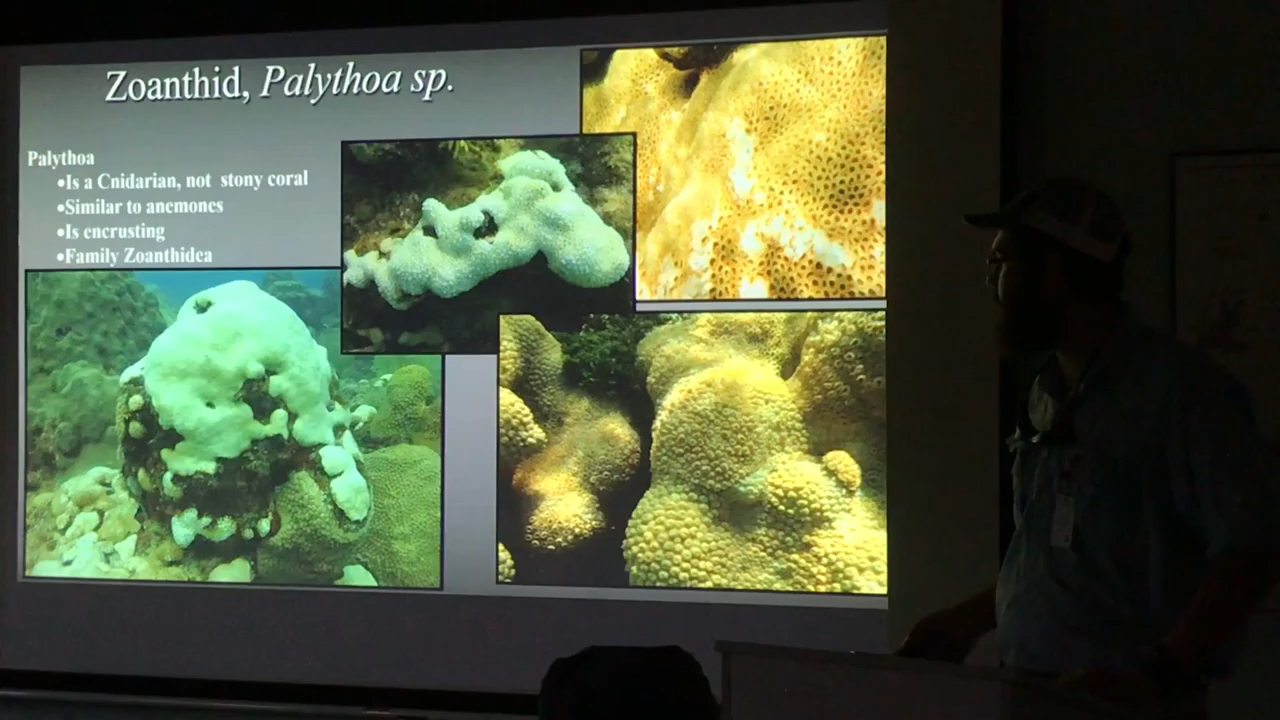 Zoanthid, Palythoa sp.
Palythoa
•Is a Cnidarian, not stony coral
•Similar to anemones
•Is encrusting
•Family Zoanthidea